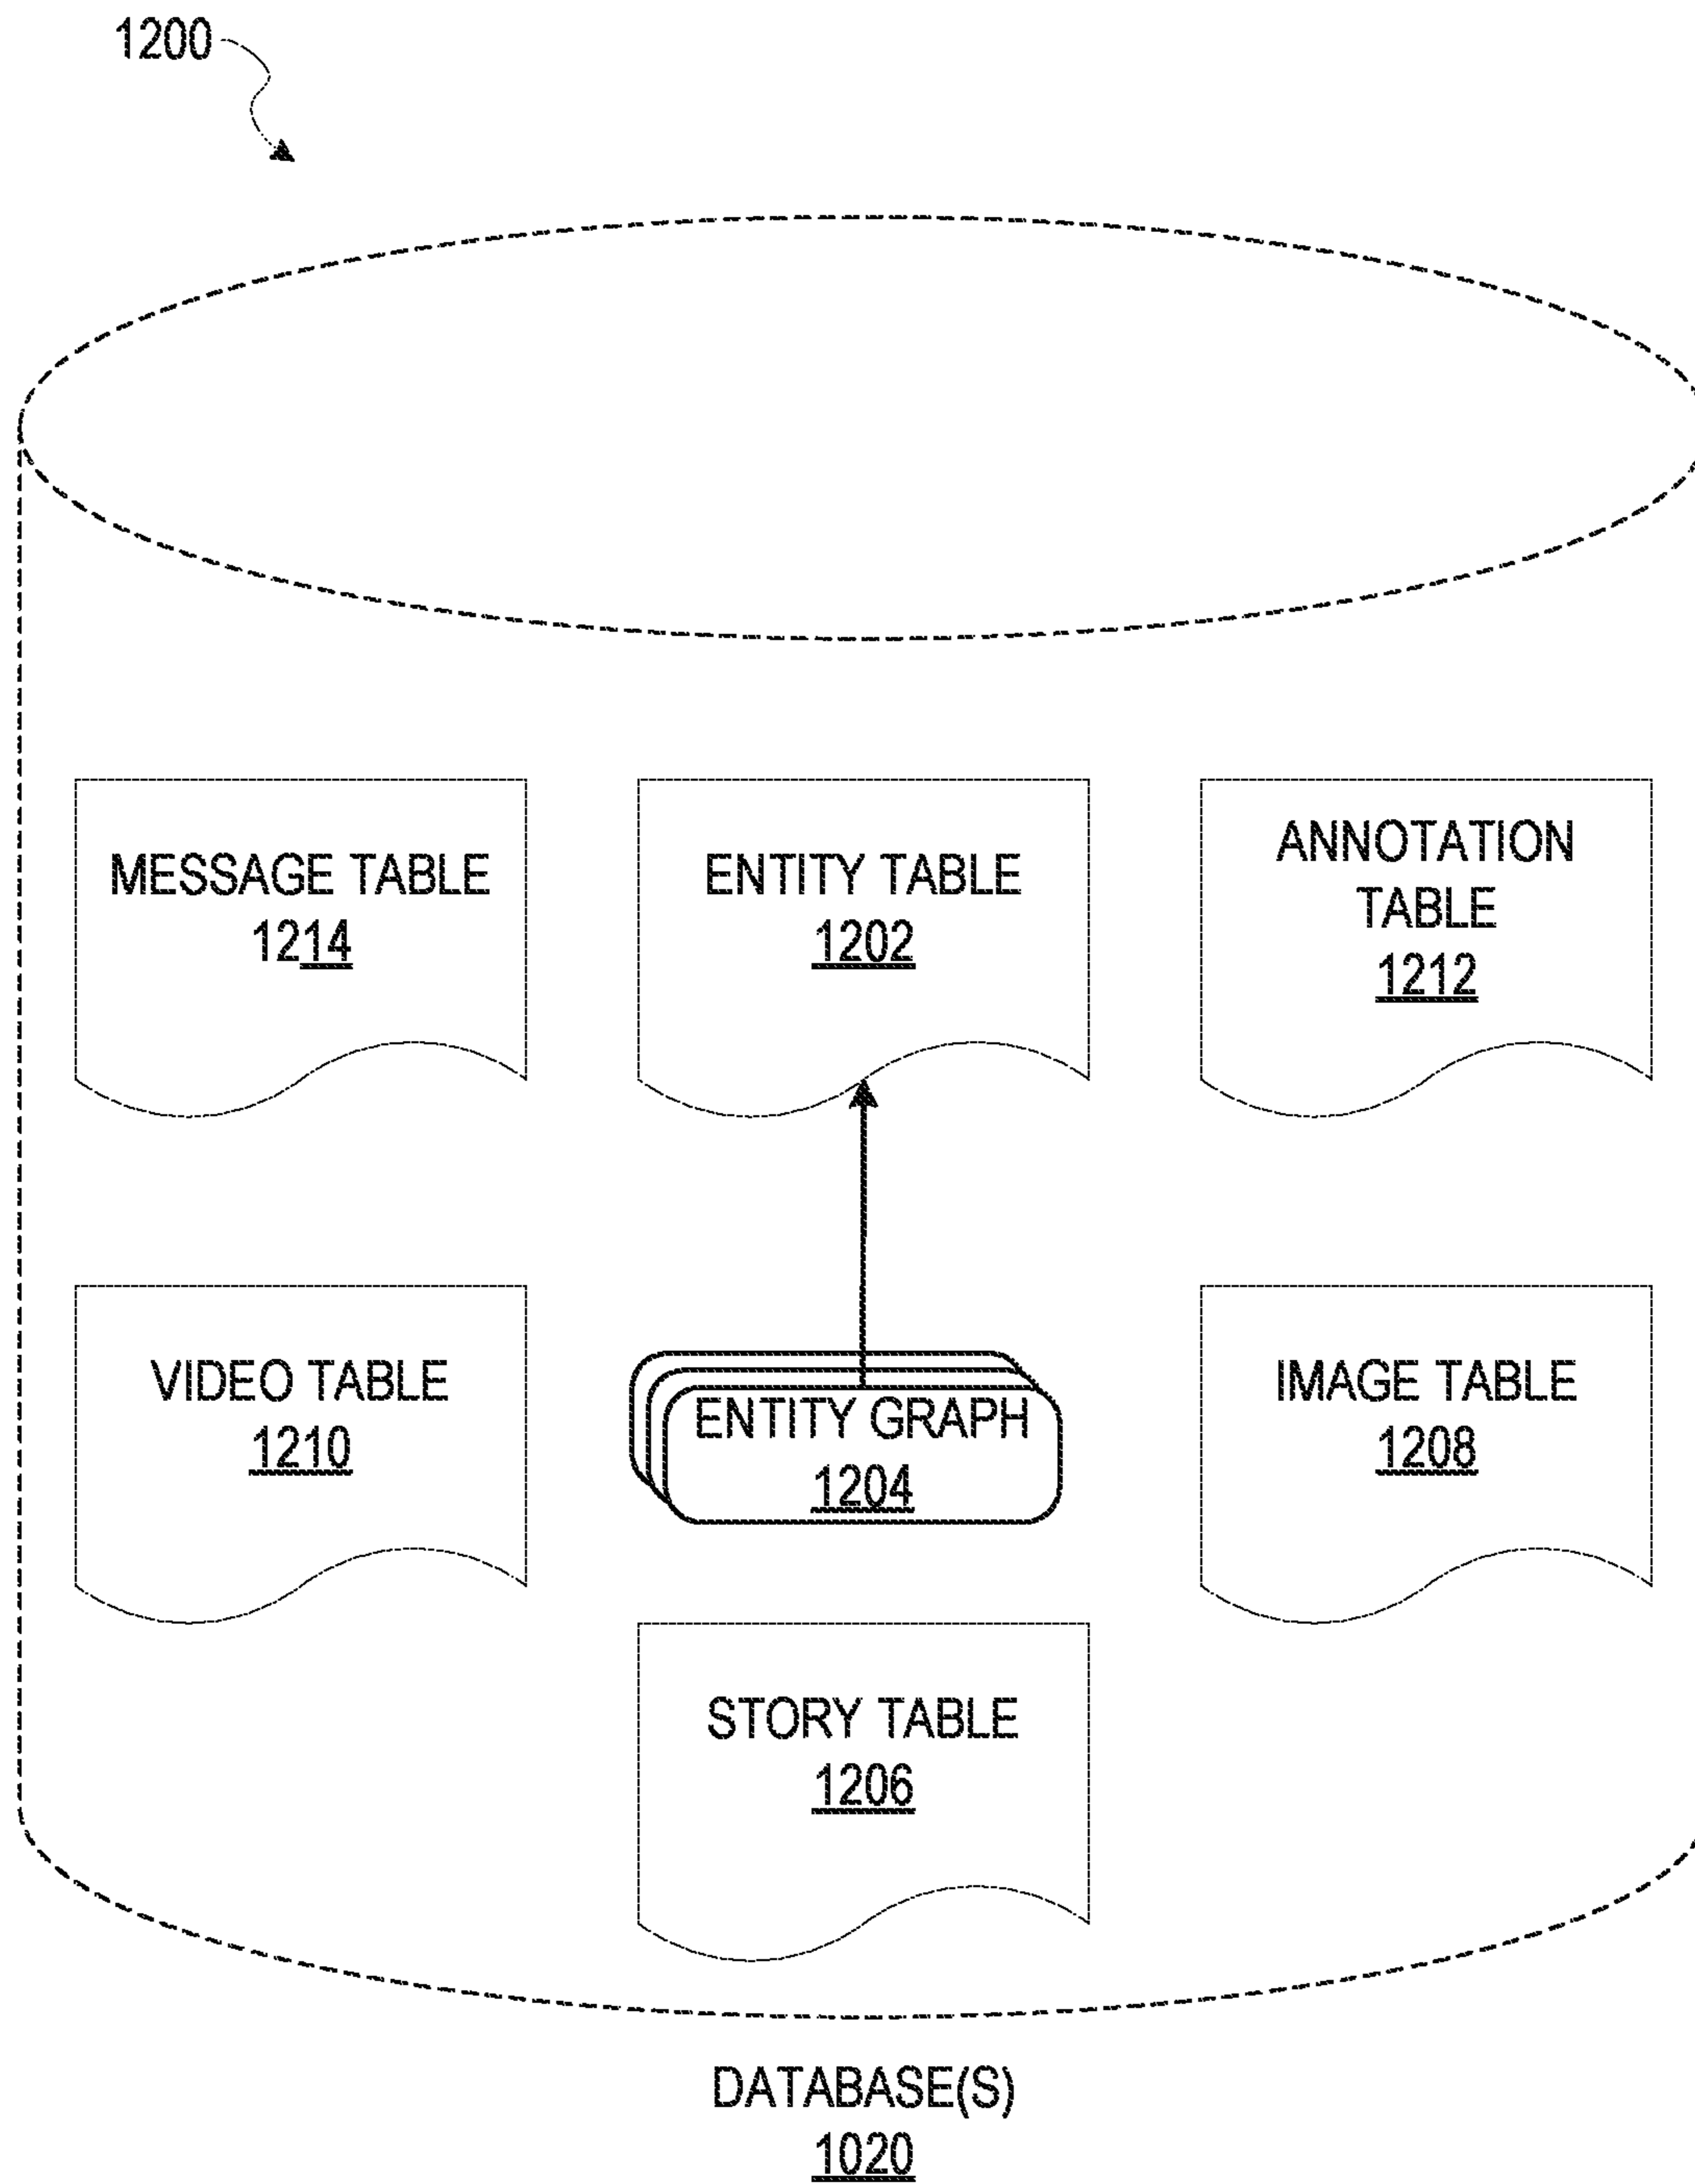 1200
MESSAGE TABLE
1214
ENTITY TABLE
1202
ANNOTATION
TABLE
1212
VIDEO TABLE
1210
ENTITY GRAPH
1204
IMAGE TABLE
1208
STORY TABLE
1206
DATABASE(S)
1020